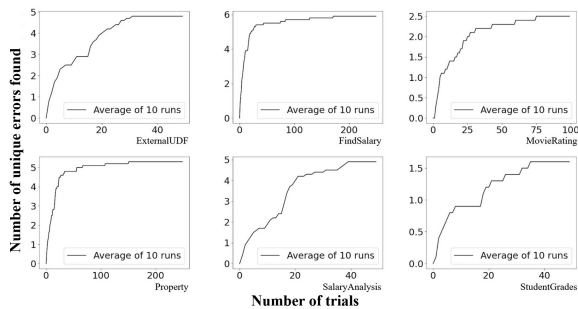 Number of unique errors found
5
4
3
2
1
0
Average of 10 runs
0 20 40
ExternalUDF
6
4
2
0
Average of 10 runs
0 100 200
FindSalary
2.5
2.0
1.5
1.0
0.5
0.0
Average of 10 runs
0 25 50 75 100
MovieRating
5
4
3
2
1
0
Average of 10 runs
0 100 200
Property
5
4
3
2
1
0
Average of 10 runs
0 20 40
SalaryAnalysis
1.5
1.0
0.5
0.0
Average of 10 runs
0 20 40
StudentGrades
Number of trials